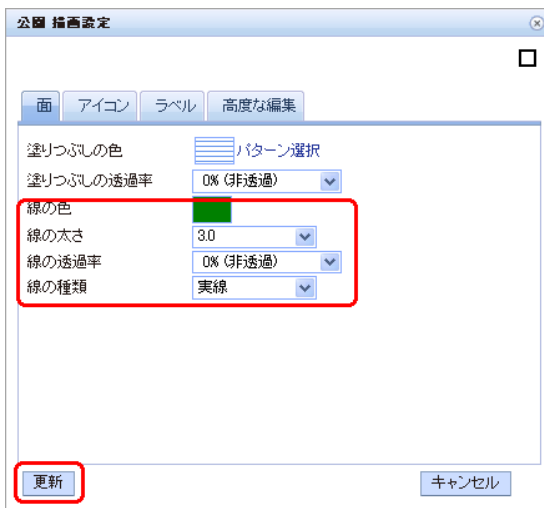 公園 描画設定
面 アイコン ラベル 高度な編集
塗りつぶしの色 パターン選択
塗りつぶしの透過率 0% (非透過)
線の色
線の太さ 3.0
線の透過率 0% (非透過)
線の種類 実線
更新 キャンセル